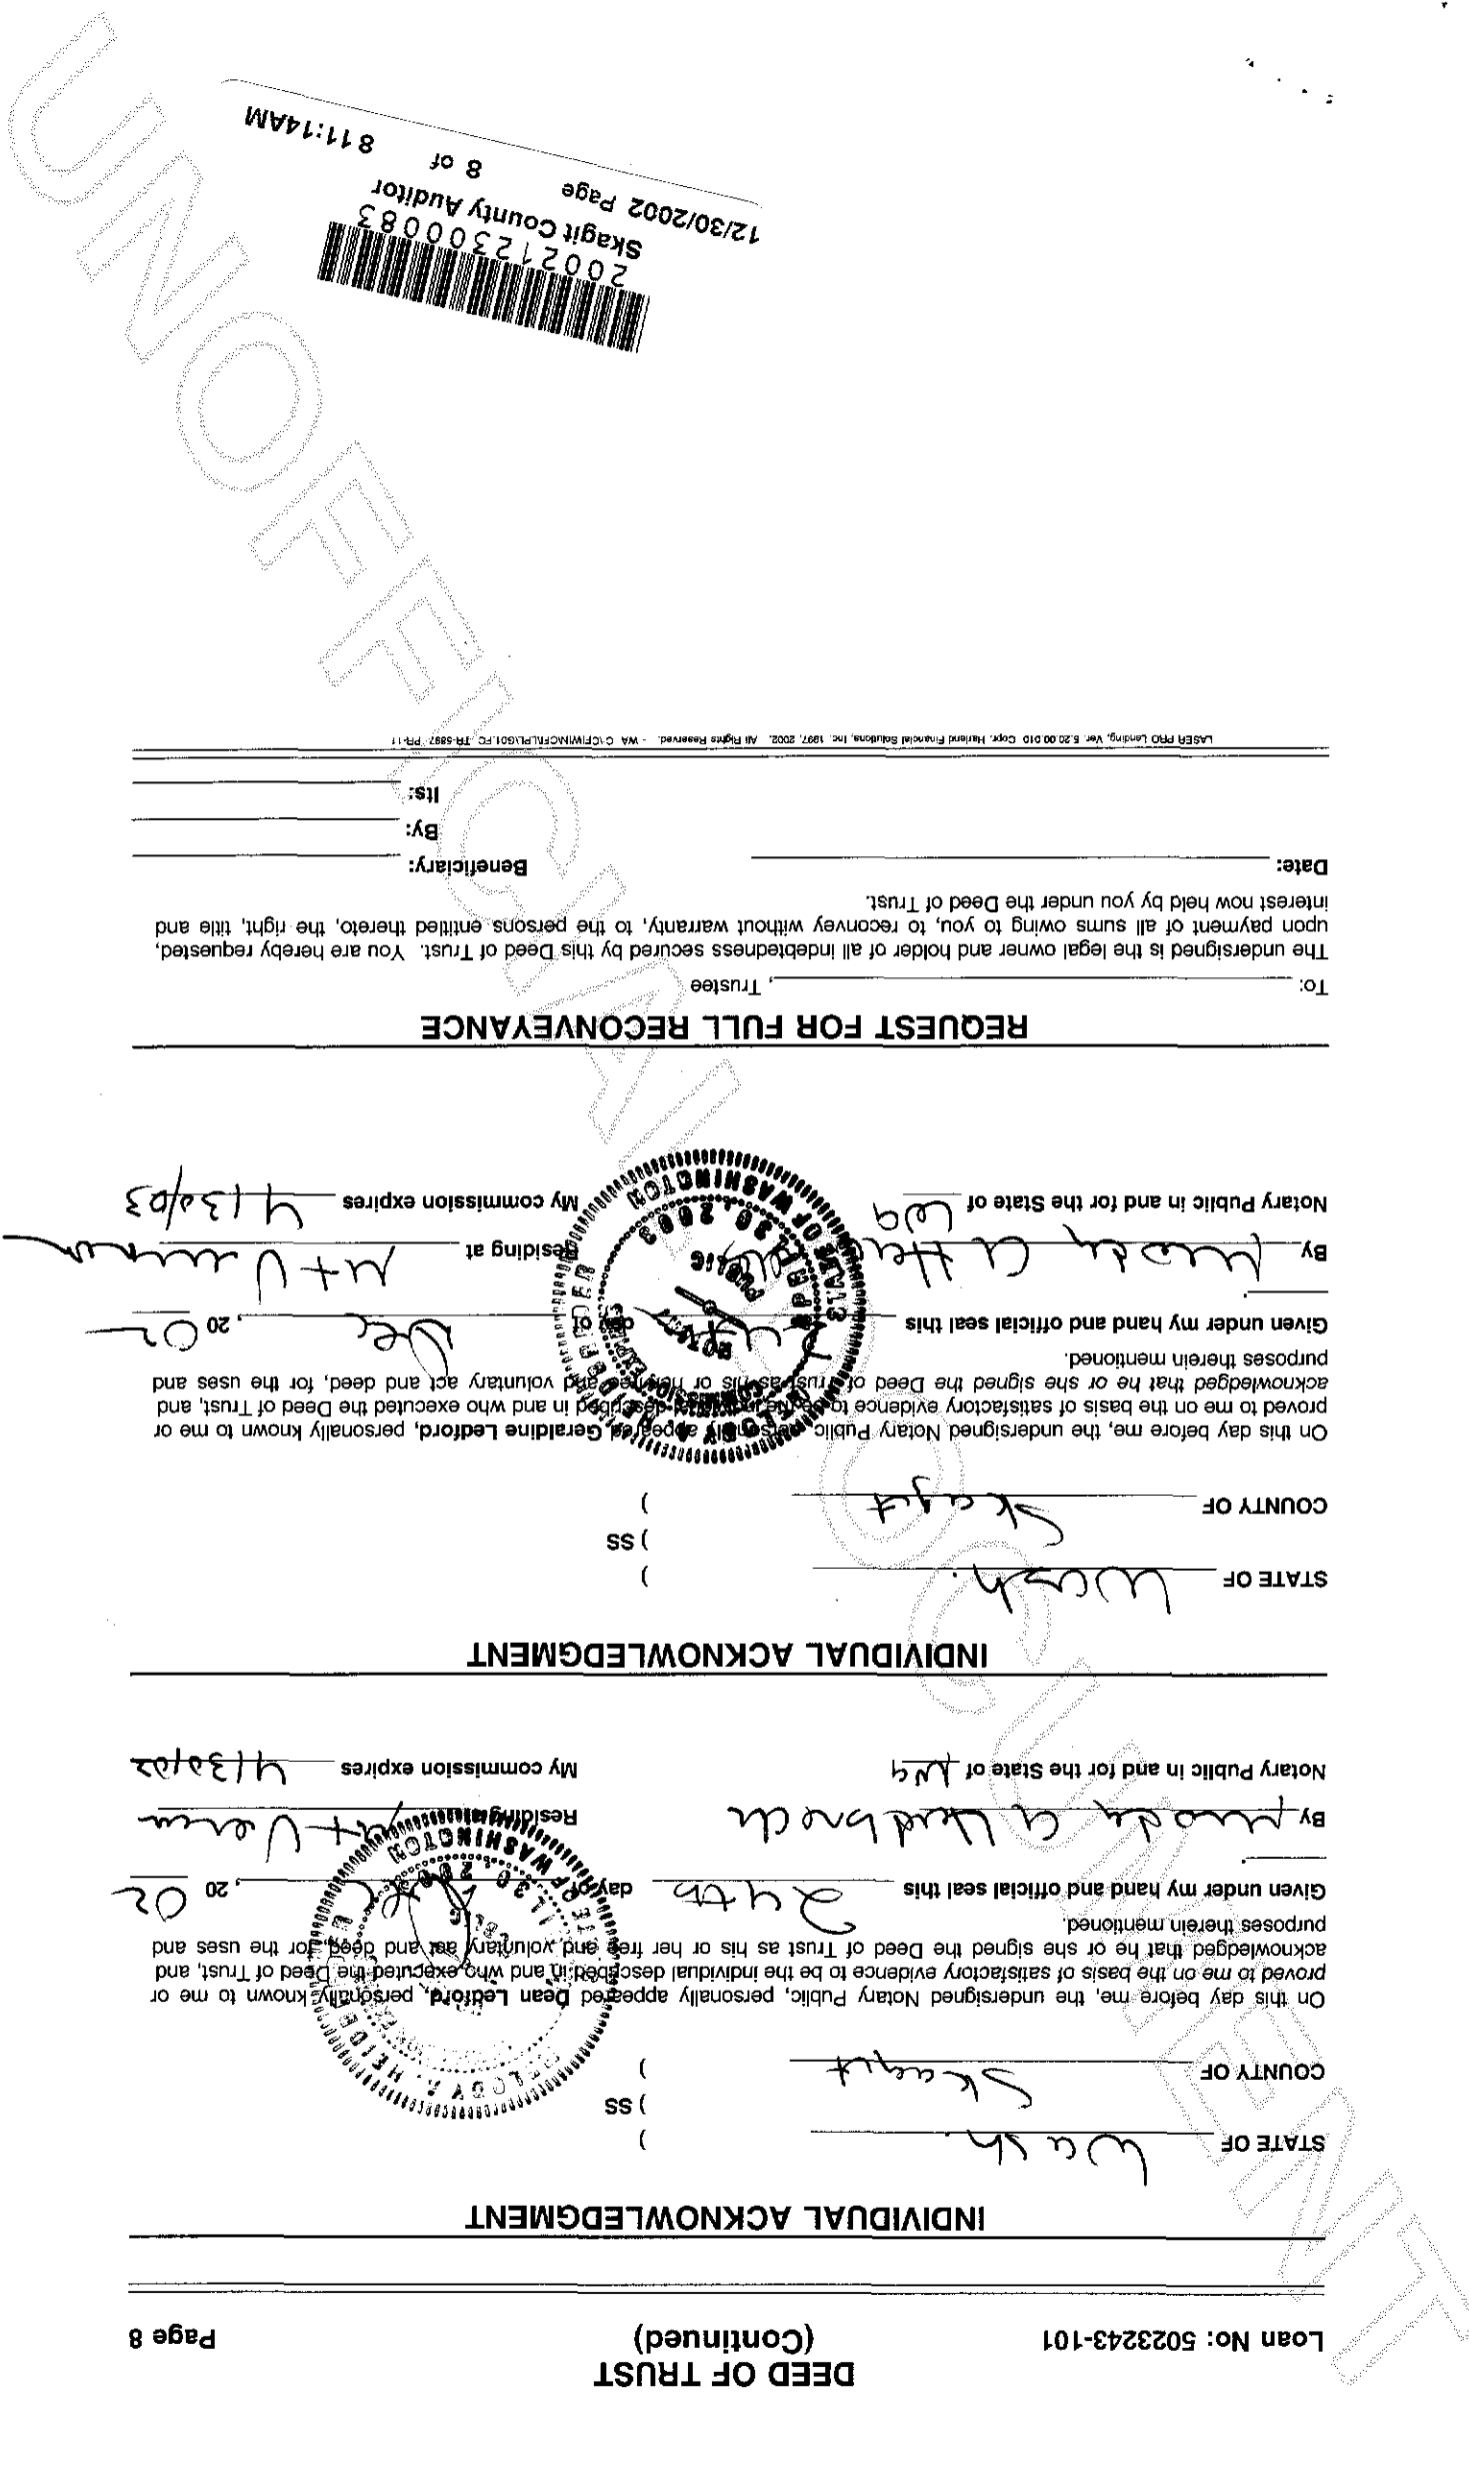 DEED OF TRUST
Loan No: 5023243-101 (Continued) Page 8
INDIVIDUAL ACKNOWLEDGMENT
STATE OF Wash. )
) SS
COUNTY OF Skagit )
On this day before me, the undersigned Notary Public, personally appeared Dean Ledford, personally known to me or
proved to me on the basis of satisfactory evidence to be the individual described in and who executed the Deed of Trust, and
acknowledged that he or she signed the Deed of Trust as his or her free and voluntary act and deed, for the uses and
purposes therein mentioned.
Given under my hand and official seal this 24th day of Dec, 20 02
By Residing at Mt Vernon
Notary Public in and for the State of My commission expires 4/30/02
INDIVIDUAL ACKNOWLEDGMENT
STATE OF Wash. )
) SS
COUNTY OF Skagit )
On this day before me, the undersigned Notary Public, personally appeared Geraldine Ledford, personally known to me or
proved to me on the basis of satisfactory evidence to be the individual described in and who executed the Deed of Trust, and
acknowledged that he or she signed the Deed of Trust as his or her free and voluntary act and deed, for the uses and
purposes therein mentioned.
Given under my hand and official seal this day of Dec, 20 02
By Residing at Mt Vernon
Notary Public in and for the State of Wa My commission expires 4/30/03
REQUEST FOR FULL RECONVEYANCE
To: , Trustee
The undersigned is the legal owner and holder of all indebtedness secured by this Deed of Trust. You are hereby requested,
upon payment of all sums owing to you, to reconvey without warranty, to the persons entitled thereto, the right, title and
interest now held by you under the Deed of Trust.
Date: Beneficiary:
By:
Its:
LASER PRO Lending, Ver. 5.20.00.010 Copr. Harland Financial Solutions, Inc. 1997, 2002. All Rights Reserved. - WA C:\CFI\WIN\CFI\LPL\G01.FC TR-5897 PR-11
200212300083
Skagit County Auditor
12/30/2002 Page 8 of 8 11:14AM
UNOFFICIAL DOCUMENT